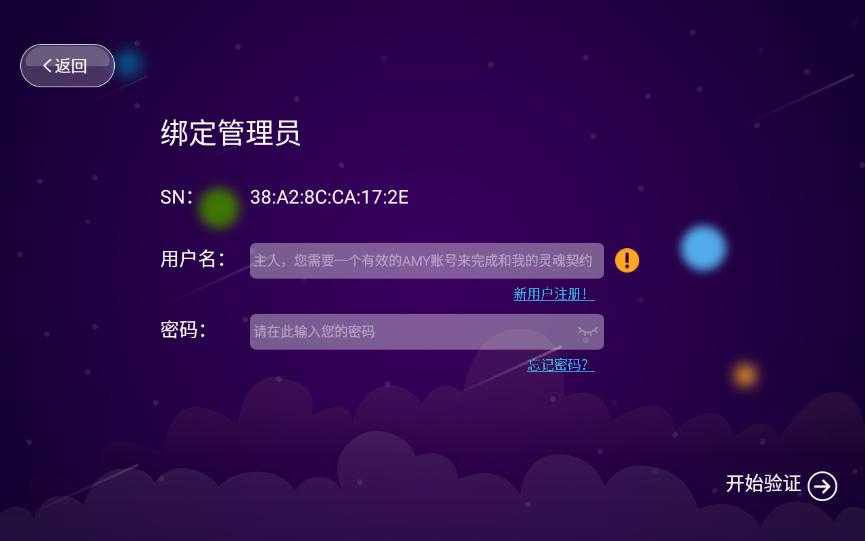 返回
绑定管理员
SN： 38:A2:8C:CA:17:2E
用户名： 主人，您需要一个有效的AMY账号来完成和我的灵魂契约
新用户注册！
密码： 请在此输入您的密码
忘记密码？
开始验证